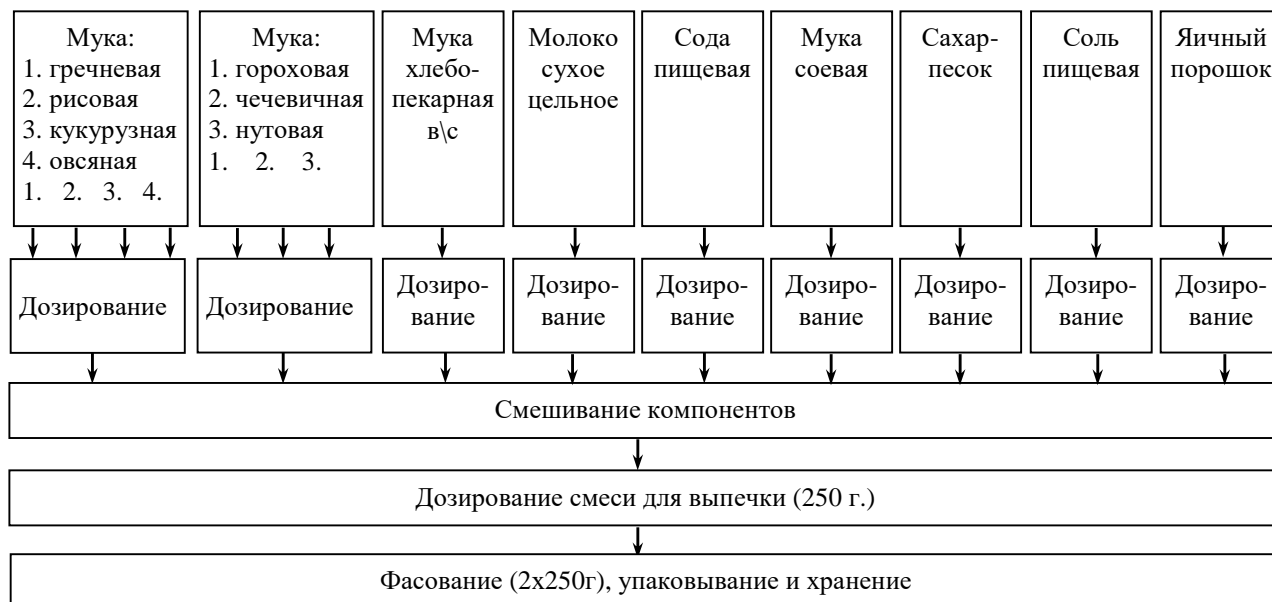 Мука:
1. гречневая
2. рисовая
3. кукурузная
4. овсяная
1. 2. 3. 4.
Мука:
1. гороховая
2. чечевичная
3. нутовая
1. 2. 3.
Мука
хлебо-
пекарная
в\с
Молоко
сухое
цельное
Сода
пищевая
Мука
соевая
Сахар-
песок
Соль
пищевая
Яичный
порошок
Дозирование
Дозирование
Дозиро-
вание
Дозиро-
вание
Дозиро-
вание
Дозиро-
вание
Дозиро-
вание
Дозиро-
вание
Дозиро-
вание
Смешивание компонентов
Дозирование смеси для выпечки (250 г.)
Фасование (2х250г), упаковывание и хранение